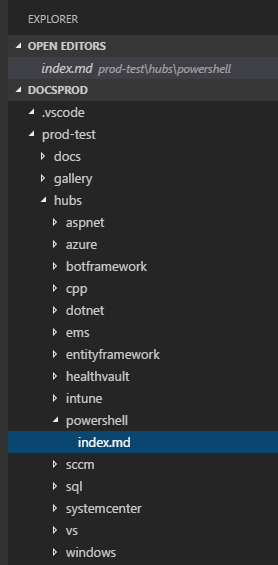 EXPLORER
OPEN EDITORS
index.md prod-test\hubs\powershell
DOCSPROD
.vscode
prod-test
docs
gallery
hubs
aspnet
azure
botframework
cpp
dotnet
ems
entityframework
healthvault
intune
powershell
index.md
sccm
sql
systemcenter
vs
windows